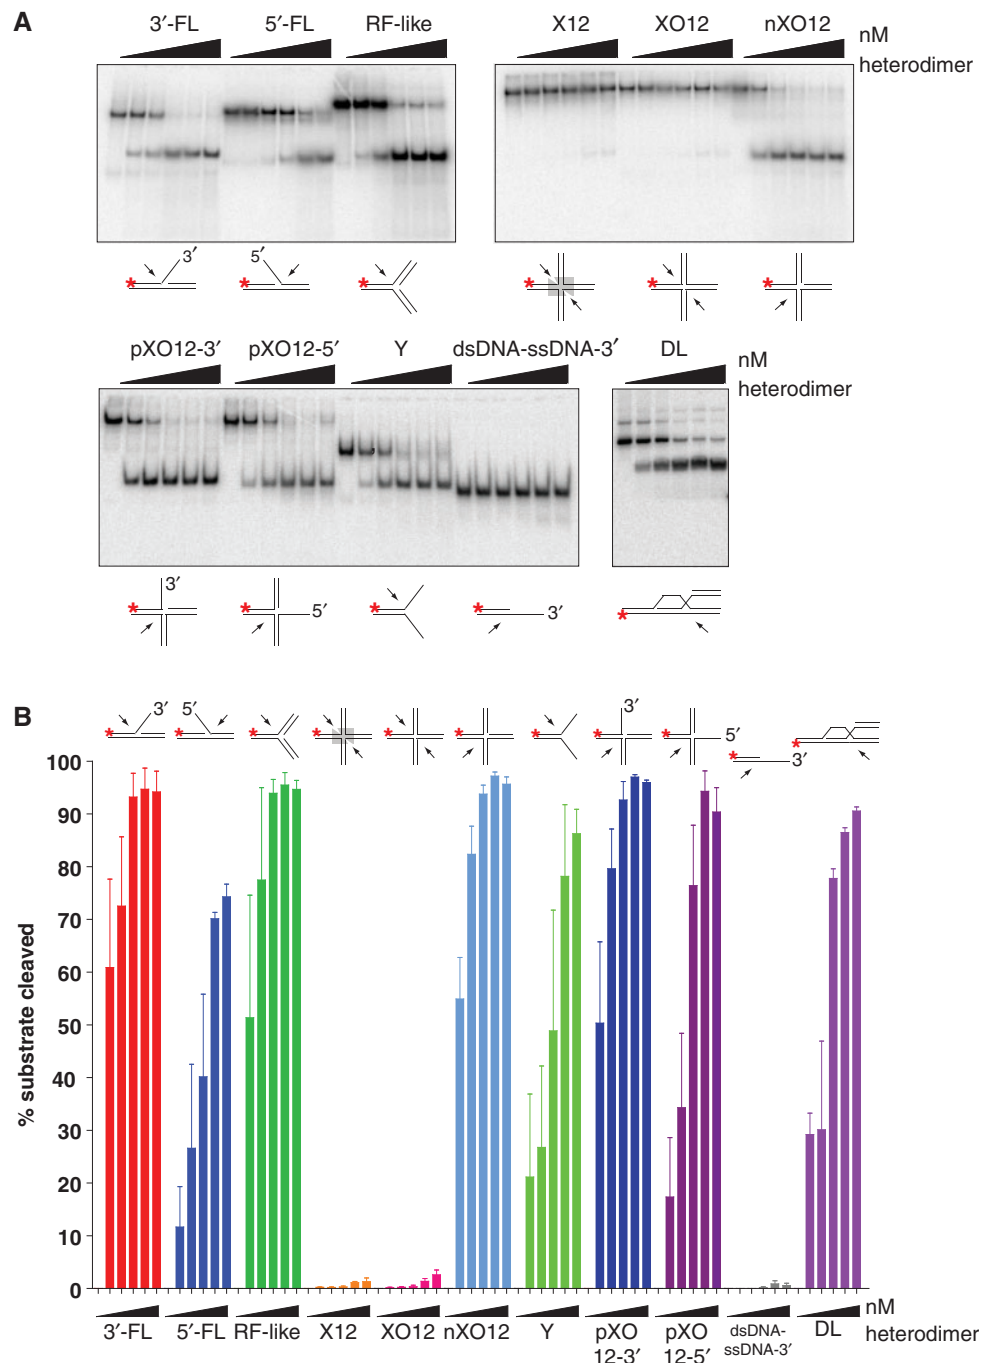 A
3′-FL 5′-FL RF-like X12 XO12 nXO12 nM
heterodimer
* 3′ * 5′ * * * *
pXO12-3′ pXO12-5′ Y dsDNA-ssDNA-3′ DL nM
heterodimer
* 3′ * 5′ * * 3′ *
B
* 3′ * 5′ * * * * * * 3′ * 5′ * 3′ *
% substrate cleaved
100
90
80
70
60
50
40
30
20
10
0
nM
heterodimer
3′-FL 5′-FL RF-like X12 XO12 nXO12 Y pXO 12-3′ pXO 12-5′ dsDNA-ssDNA-3′ DL